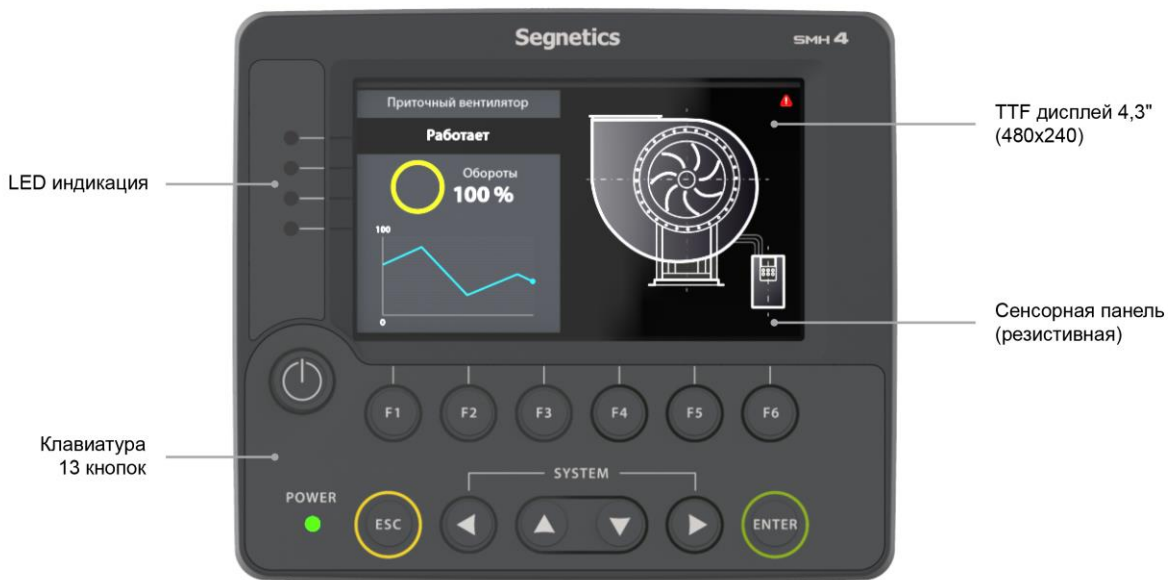 Segnetics
SMH 4
LED индикация
Клавиатура
13 кнопок
TTF дисплей 4,3"
(480x240)
Сенсорная панель
(резистивная)
Приточный вентилятор
Работает
Обороты
100 %
100
0
F1 F2 F3 F4 F5 F6
SYSTEM
POWER
ESC
ENTER